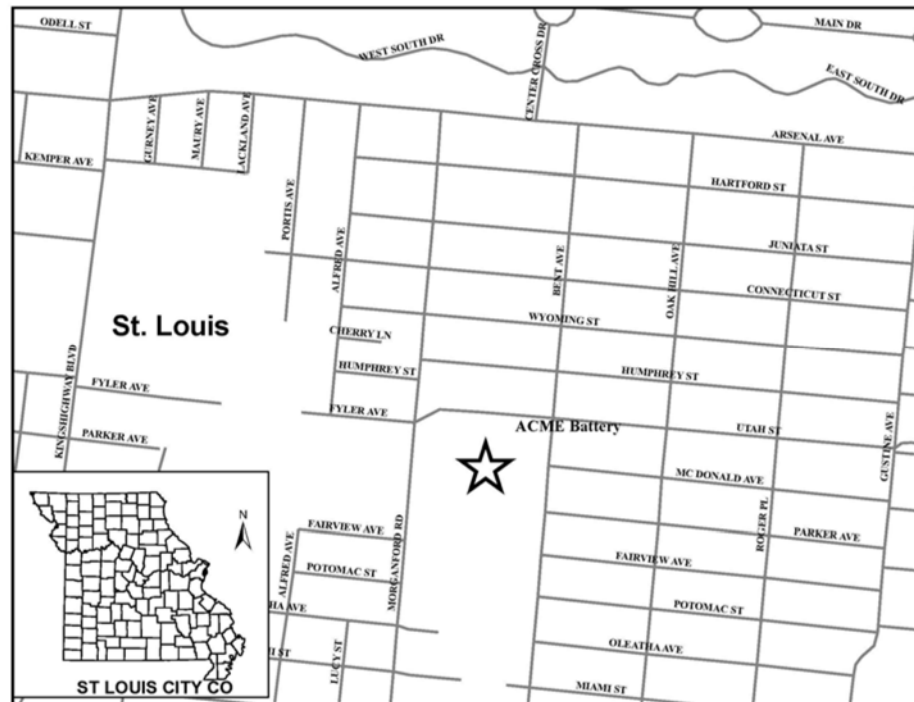 ODELL ST
MAIN DR
WEST SOUTH DR
CENTER CROSS DR
EAST SOUTH DR
GURNEY AVE
MAURY AVE
LACKLAND AVE
ARSENAL AVE
KEMPER AVE
HARTFORD ST
PORTIS AVE
ALFRED AVE
JUNIATA ST
BENT AVE
OAK HILL AVE
CONNECTICUT ST
St. Louis
WYOMING ST
CHERRY LN
HUMPHREY ST
HUMPHREY ST
KINGSHIGHWAY BLVD
FYLER AVE
FYLER AVE
ACME Battery
UTAH ST
GUSTINE AVE
PARKER AVE
MC DONALD AVE
ROGER PL
FAIRVIEW AVE
PARKER AVE
ALFRED AVE
MORGANFORD RD
FAIRVIEW AVE
POTOMAC ST
POTOMAC ST
HA AVE
OLEATHA AVE
LUCY ST
MI ST
MIAMI ST
N
ST LOUIS CITY CO